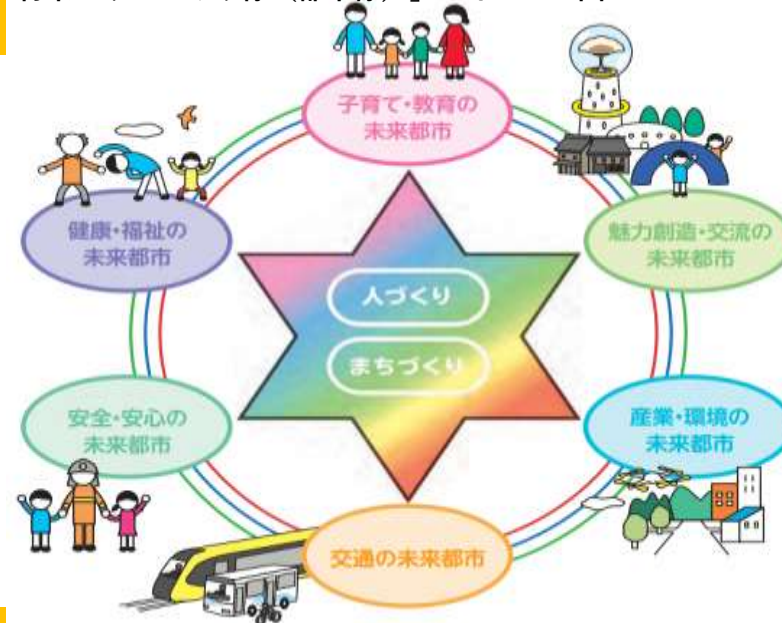 子育て・教育の
未来都市
健康・福祉の
未来都市
魅力創造・交流の
未来都市
人づくり
まちづくり
安全・安心の
未来都市
産業・環境の
未来都市
交通の未来都市